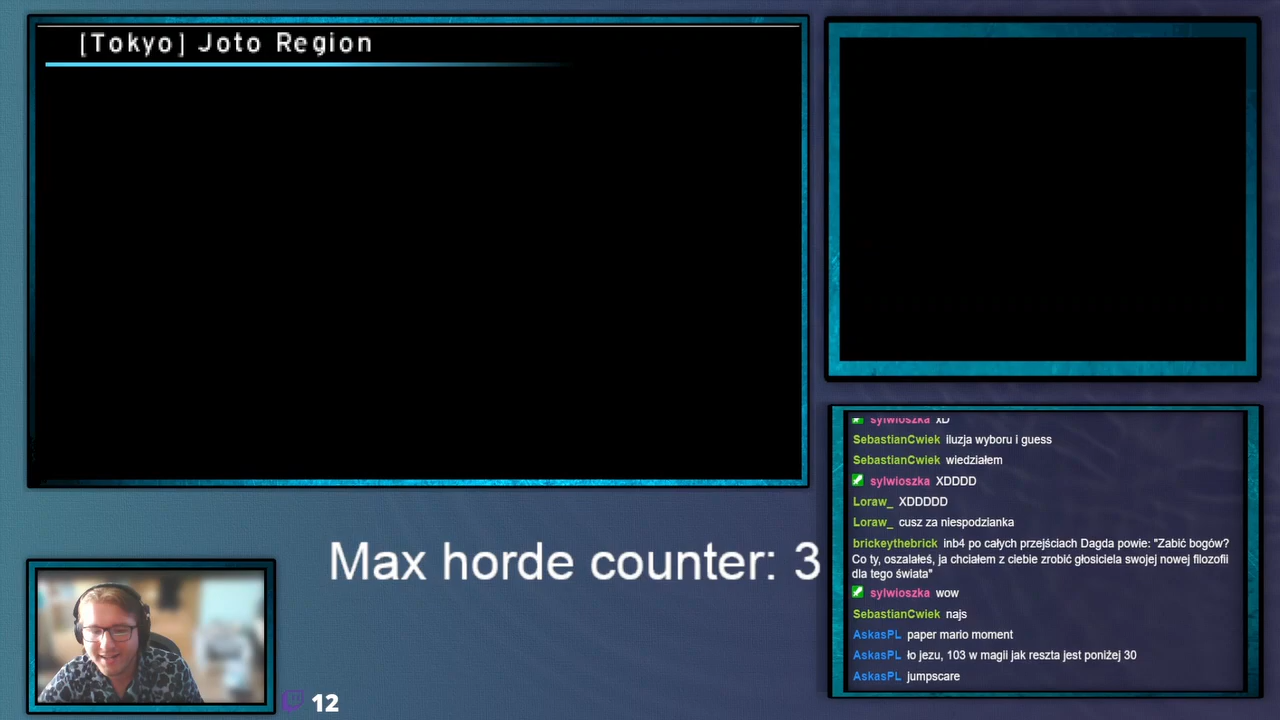 [Tokyo] Joto Region
sylwioszka xD
SebastianCwiek iluzja wyboru i guess
SebastianCwiek wiedziałem
sylwioszka XDDDD
Loraw_ XDDDDD
Loraw_ cusz za niespodzianka
brickeythebrick inb4 po całych przejściach Dagda powie: "Zabić bogów?
Co ty, oszalałeś, ja chciałem z ciebie zrobić głosiciela swojej nowej filozofii
dla tego świata"
sylwioszka wow
SebastianCwiek najs
AskasPL paper mario moment
AskasPL ło jezu, 103 w magii jak reszta jest poniżej 30
AskasPL jumpscare
Max horde counter: 3
12